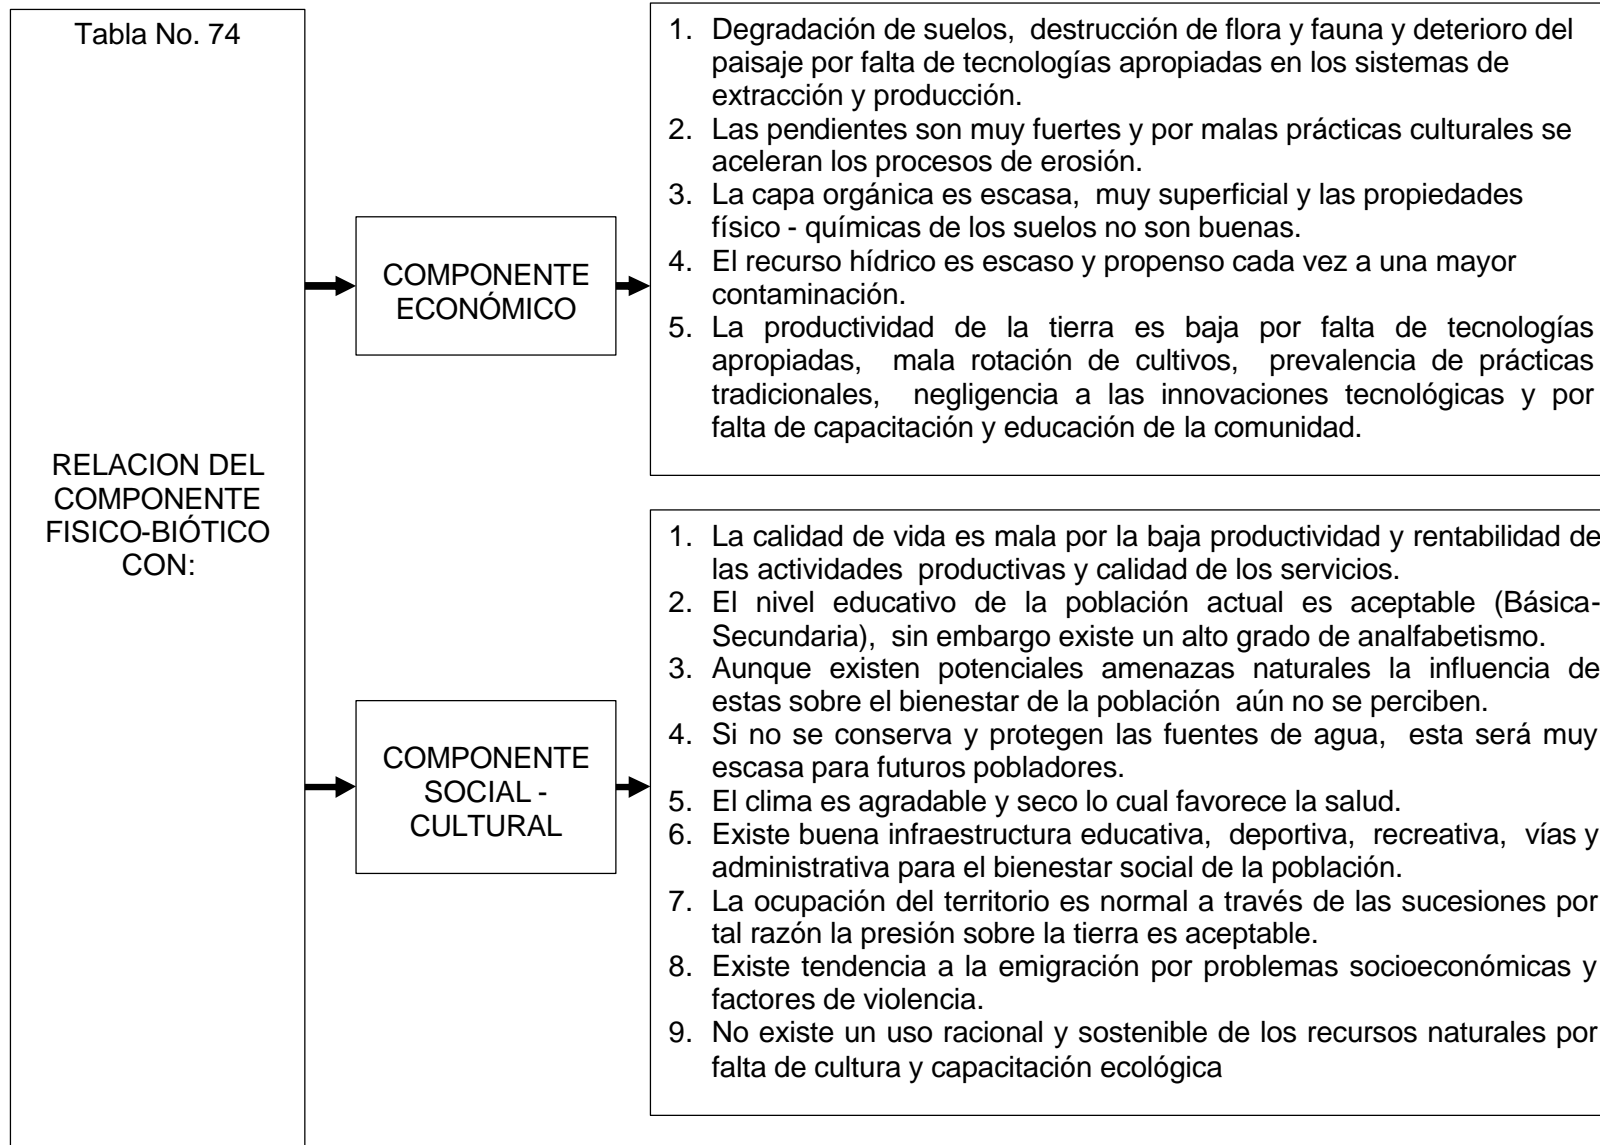 Tabla No. 74
RELACION DEL
COMPONENTE
FISICO-BIÓTICO
CON:
COMPONENTE
ECONÓMICO
1. Degradación de suelos, destrucción de flora y fauna y deterioro del
paisaje por falta de tecnologías apropiadas en los sistemas de
extracción y producción.
2. Las pendientes son muy fuertes y por malas prácticas culturales se
aceleran los procesos de erosión.
3. La capa orgánica es escasa, muy superficial y las propiedades
físico - químicas de los suelos no son buenas.
4. El recurso hídrico es escaso y propenso cada vez a una mayor
contaminación.
5. La productividad de la tierra es baja por falta de tecnologías
apropiadas, mala rotación de cultivos, prevalencia de prácticas
tradicionales, negligencia a las innovaciones tecnológicas y por
falta de capacitación y educación de la comunidad.
COMPONENTE
SOCIAL -
CULTURAL
1. La calidad de vida es mala por la baja productividad y rentabilidad de
las actividades productivas y calidad de los servicios.
2. El nivel educativo de la población actual es aceptable (Básica-
Secundaria), sin embargo existe un alto grado de analfabetismo.
3. Aunque existen potenciales amenazas naturales la influencia de
estas sobre el bienestar de la población aún no se perciben.
4. Si no se conserva y protegen las fuentes de agua, esta será muy
escasa para futuros pobladores.
5. El clima es agradable y seco lo cual favorece la salud.
6. Existe buena infraestructura educativa, deportiva, recreativa, vías y
administrativa para el bienestar social de la población.
7. La ocupación del territorio es normal a través de las sucesiones por
tal razón la presión sobre la tierra es aceptable.
8. Existe tendencia a la emigración por problemas socioeconómicas y
factores de violencia.
9. No existe un uso racional y sostenible de los recursos naturales por
falta de cultura y capacitación ecológica